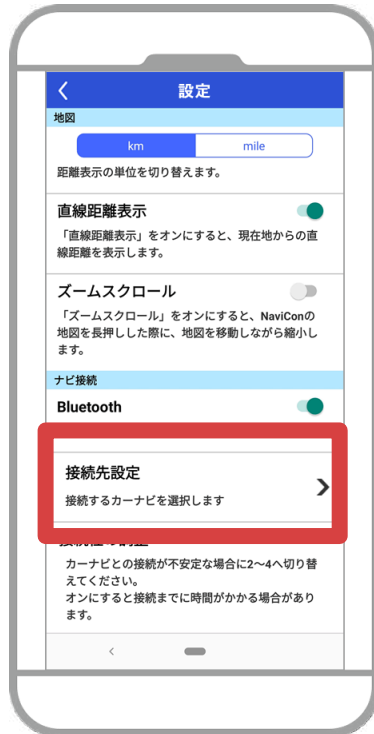 設定
地図
km
mile
距離表示の単位を切り替えます。
直線距離表示
「直線距離表示」をオンにすると、現在地からの直
線距離を表示します。
ズームスクロール
「ズームスクロール」をオンにすると、NaviConの
地図を長押しした際に、地図を移動しながら縮小し
ます。
ナビ接続
Bluetooth
接続先設定
接続するカーナビを選択します
カーナビとの接続が不安定な場合に2〜4へ切り替
えてください。
オンにすると接続までに時間がかかる場合があり
ます。